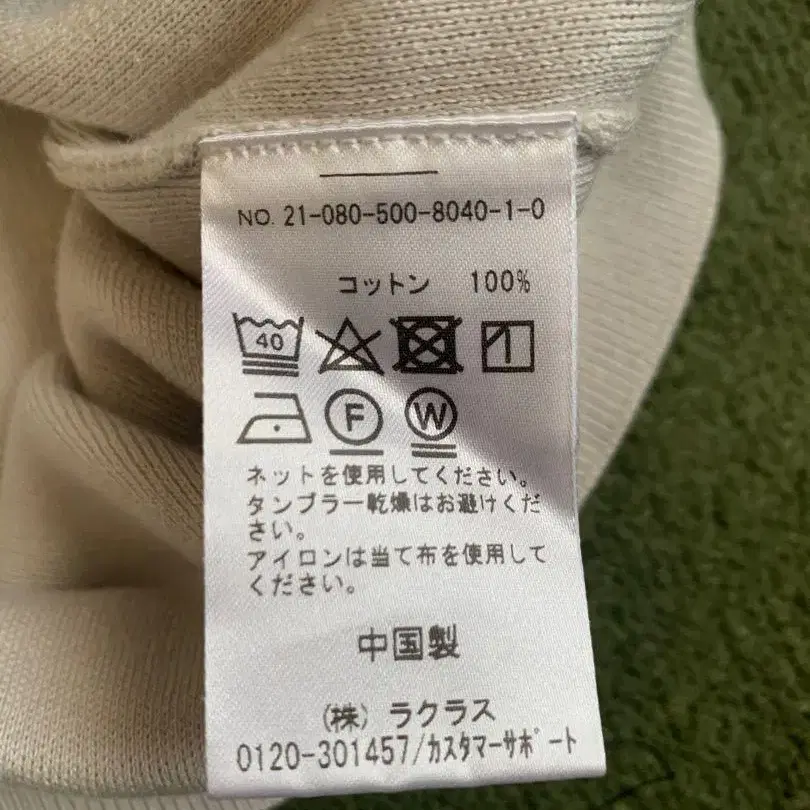 NO. 21-080-500-8040-1-0
コットン 100%
40
F W
ネットを使用してください。
タンブラー乾燥はお避けくだ
さい。
アイロンは当て布を使用して
ください。
中国製
(株) ラクラス
0120-301457/カスタマーサポート